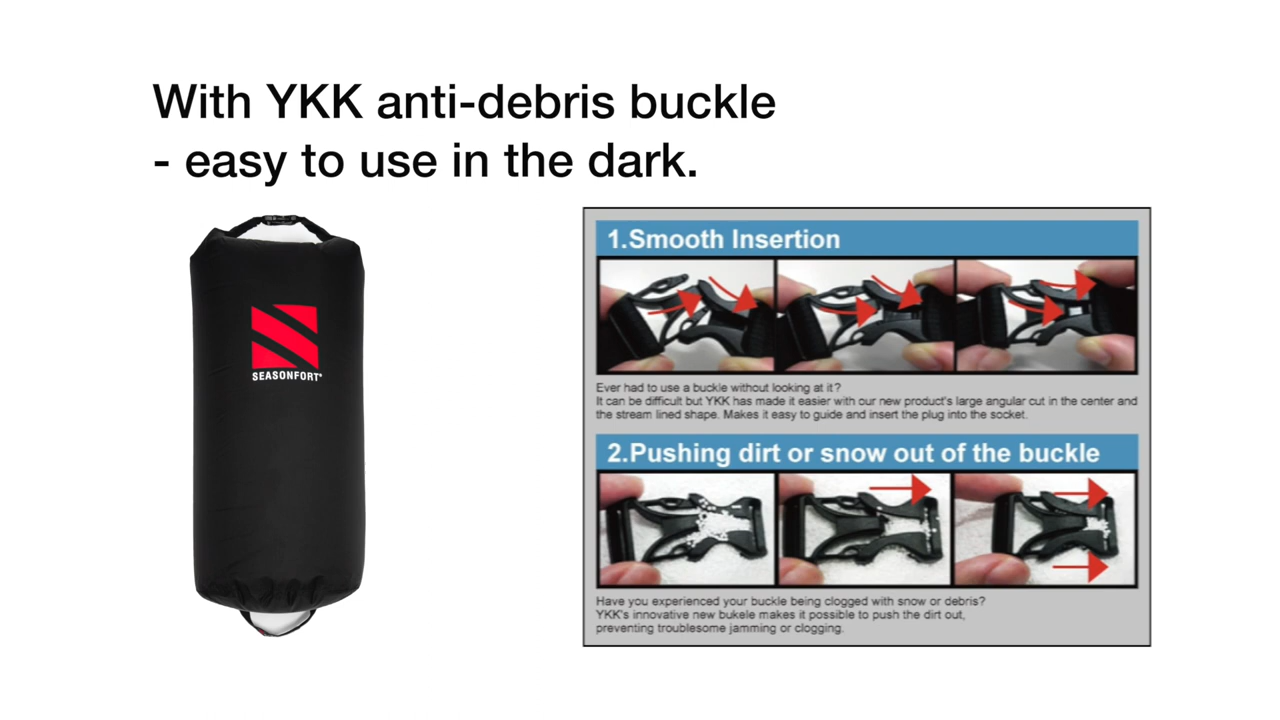 With YKK anti-debris buckle
- easy to use in the dark.
SEASONFORT
1.Smooth Insertion
Ever had to use a buckle without looking at it?
It can be difficult but YKK has made it easier with our new product's large angular cut in the center and
the stream lined shape. Makes it easy to guide and insert the plug into the socket.
2.Pushing dirt or snow out of the buckle
Have you experienced your buckle being clogged with snow or debris?
YKK's innovative new bukele makes it possible to push the dirt out,
preventing troublesome jamming or clogging.